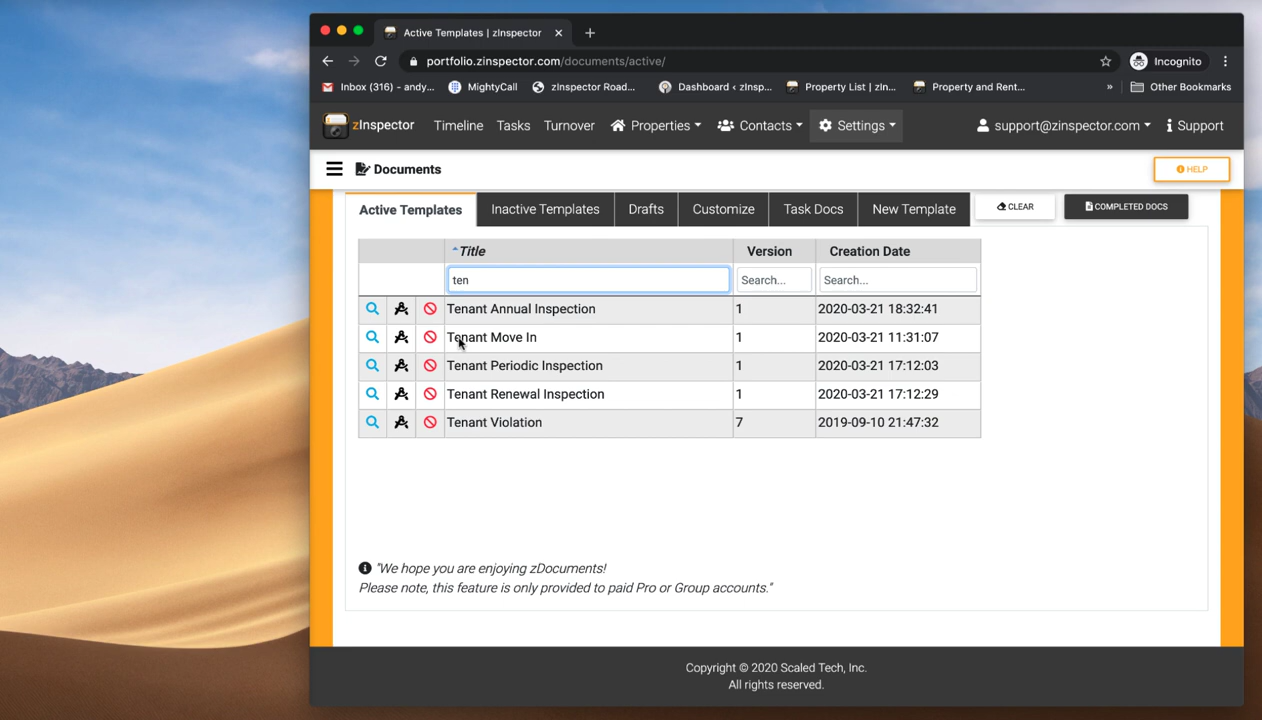 Active Templates | zInspector
portfolio.zinspector.com/documents/active/
Incognito
Inbox (316) - andy...
MightyCall
zInspector Road...
Dashboard < zInsp...
Property List | zIn...
Property and Rent...
»
Other Bookmarks
zInspector
Timeline
Tasks
Turnover
Properties
Contacts
Settings
support@zinspector.com
Support
Documents
HELP
Active Templates
Inactive Templates
Drafts
Customize
Task Docs
New Template
CLEAR
COMPLETED DOCS
Title
Version
Creation Date
ten
Search...
Search...
Tenant Annual Inspection 1 2020-03-21 18:32:41
Tenant Move In 1 2020-03-21 11:31:07
Tenant Periodic Inspection 1 2020-03-21 17:12:03
Tenant Renewal Inspection 1 2020-03-21 17:12:29
Tenant Violation 7 2019-09-10 21:47:32
"We hope you are enjoying zDocuments!
Please note, this feature is only provided to paid Pro or Group accounts."
Copyright © 2020 Scaled Tech, Inc.
All rights reserved.